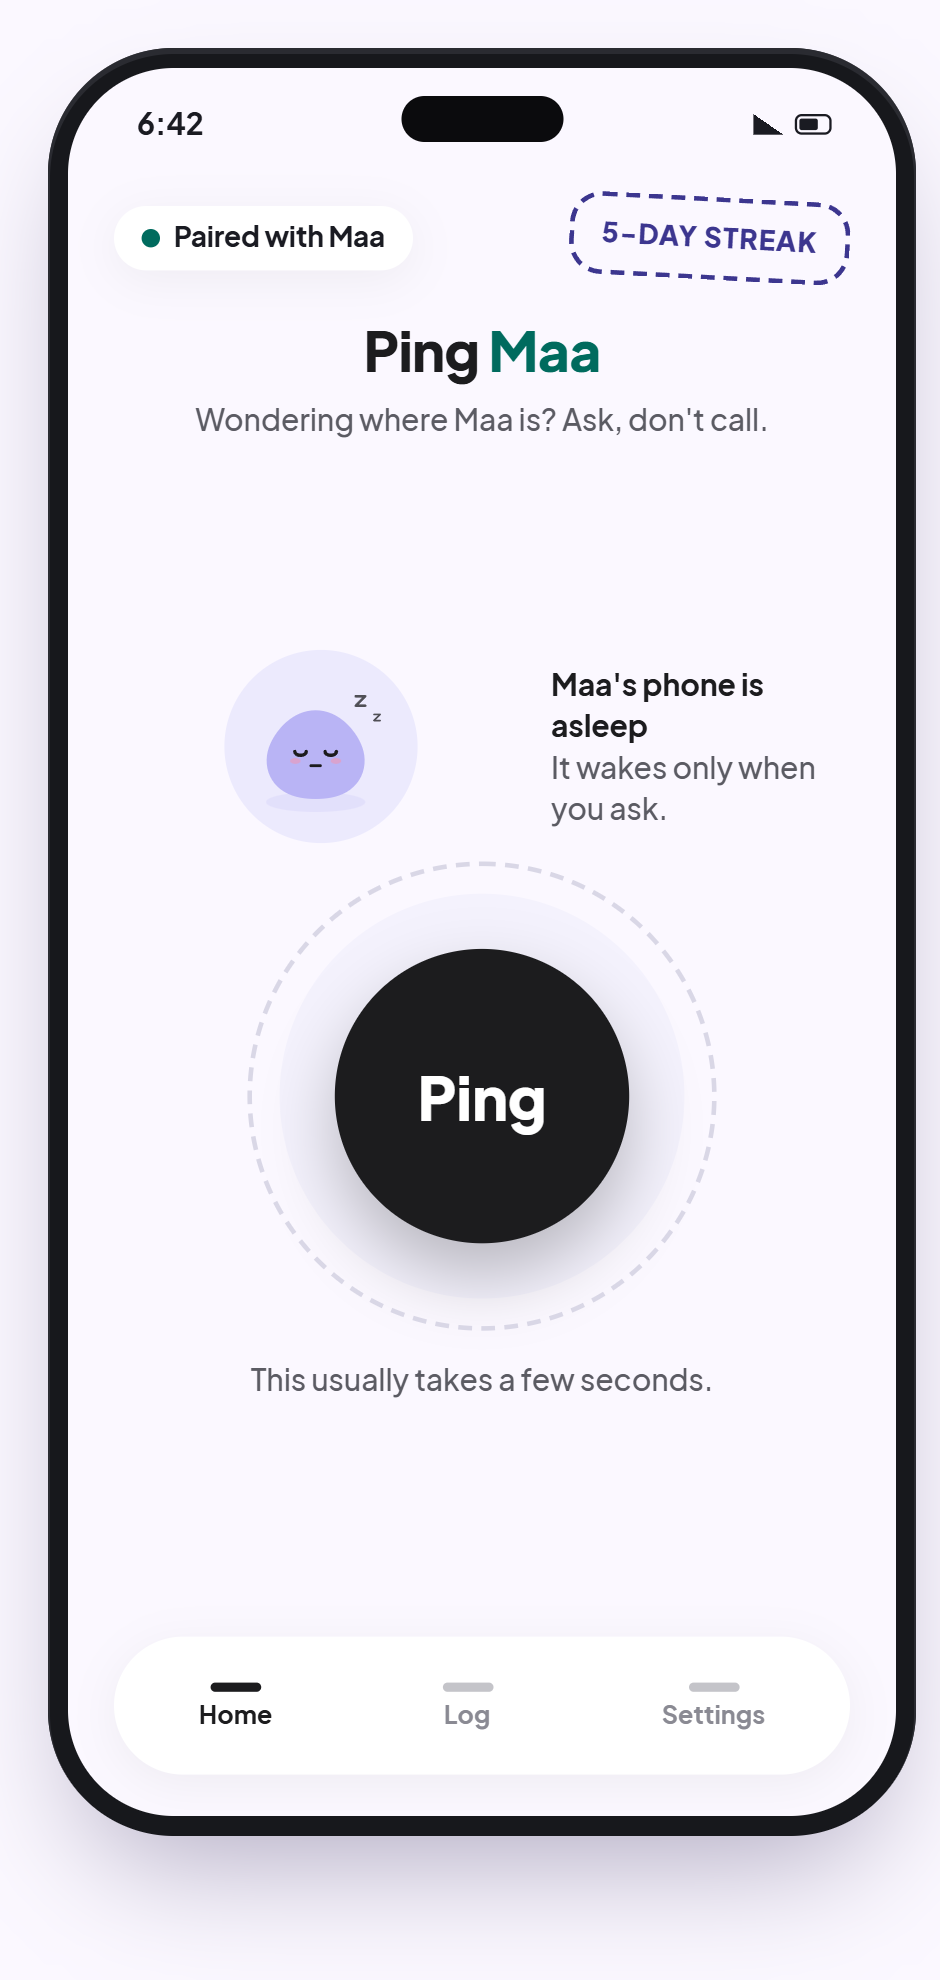 6:42
Paired with Maa
5-DAY STREAK
Ping Maa
Wondering where Maa is? Ask, don't call.
z
z
Maa's phone is
asleep
It wakes only when
you ask.
Ping
This usually takes a few seconds.
Home
Log
Settings